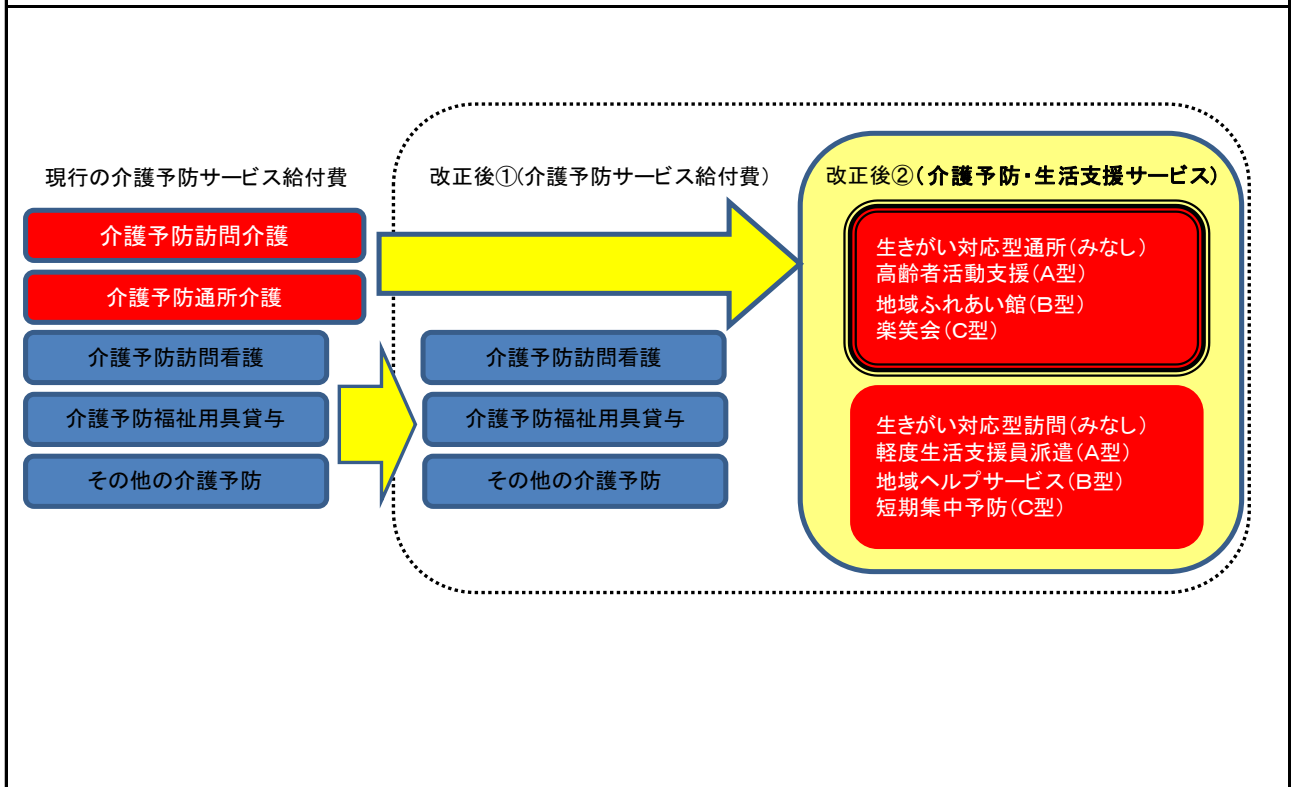 現行の介護予防サービス給付費
介護予防訪問介護
介護予防通所介護
介護予防訪問看護
介護予防福祉用具貸与
その他の介護予防
改正後①(介護予防サービス給付費)
介護予防訪問看護
介護予防福祉用具貸与
その他の介護予防
改正後②(介護予防・生活支援サービス)
生きがい対応型通所(みなし)
高齢者活動支援(A型)
地域ふれあい館(B型)
楽笑会(C型)
生きがい対応型訪問(みなし)
軽度生活支援員派遣(A型)
地域ヘルプサービス(B型)
短期集中予防(C型)